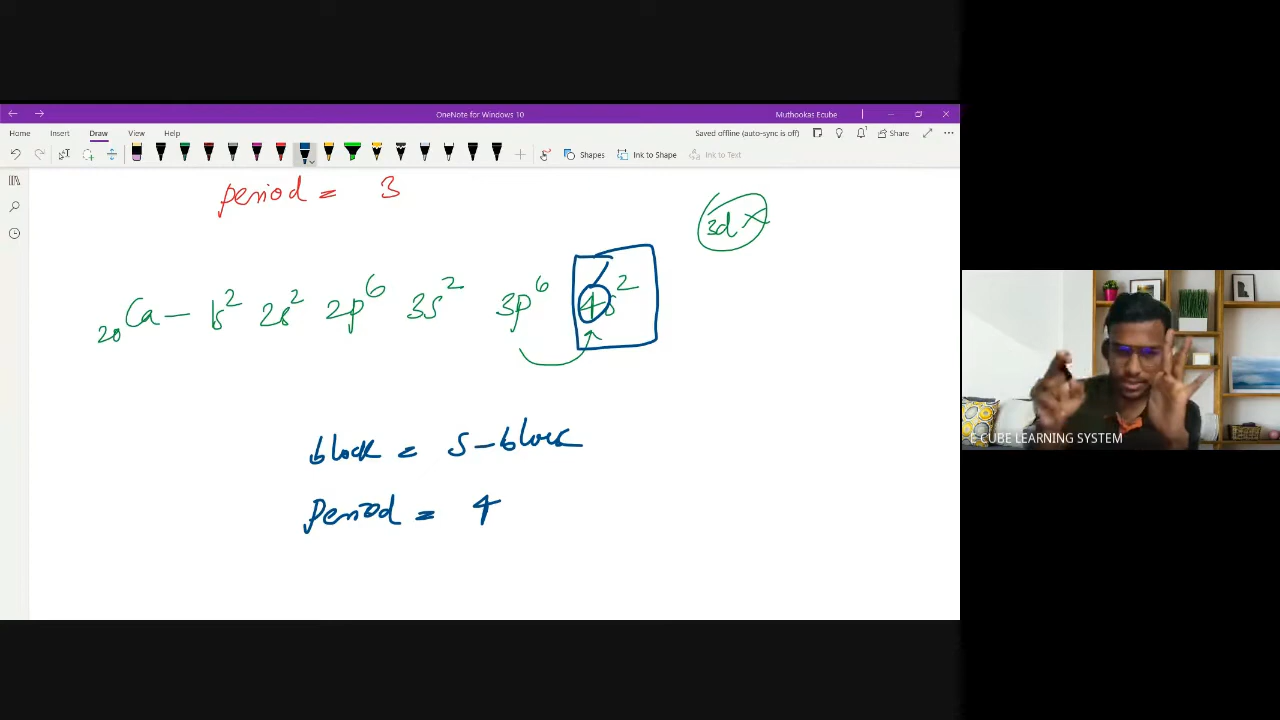 OneNote for Windows 10
Muthookas Ecube
Home Insert Draw View Help
Saved offline (auto-sync is off)
Share
Shapes
Ink to Shape
Ink to Text
period = 3
3d ×
20Ca – 1s² 2s² 2p⁶ 3s² 3p⁶ 4s²
block = s-block
Period = 4
E CUBE LEARNING SYSTEM